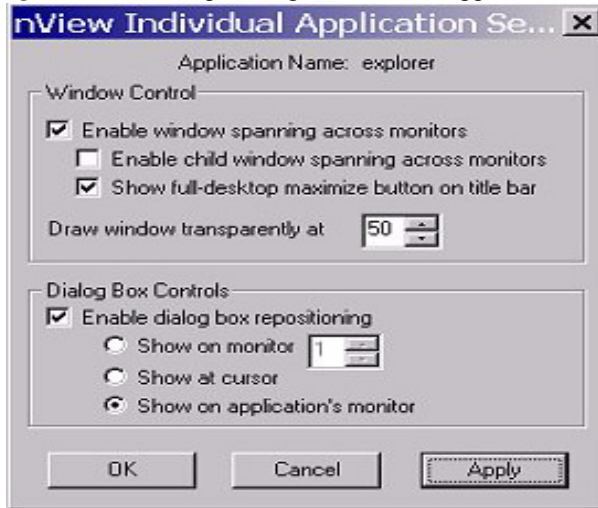 nView Individual Application Se...
Application Name: explorer
Window Control
Enable window spanning across monitors
Enable child window spanning across monitors
Show full-desktop maximize button on title bar
Draw window transparently at 50
Dialog Box Controls
Enable dialog box repositioning
Show on monitor 1
Show at cursor
Show on application's monitor
OK Cancel Apply